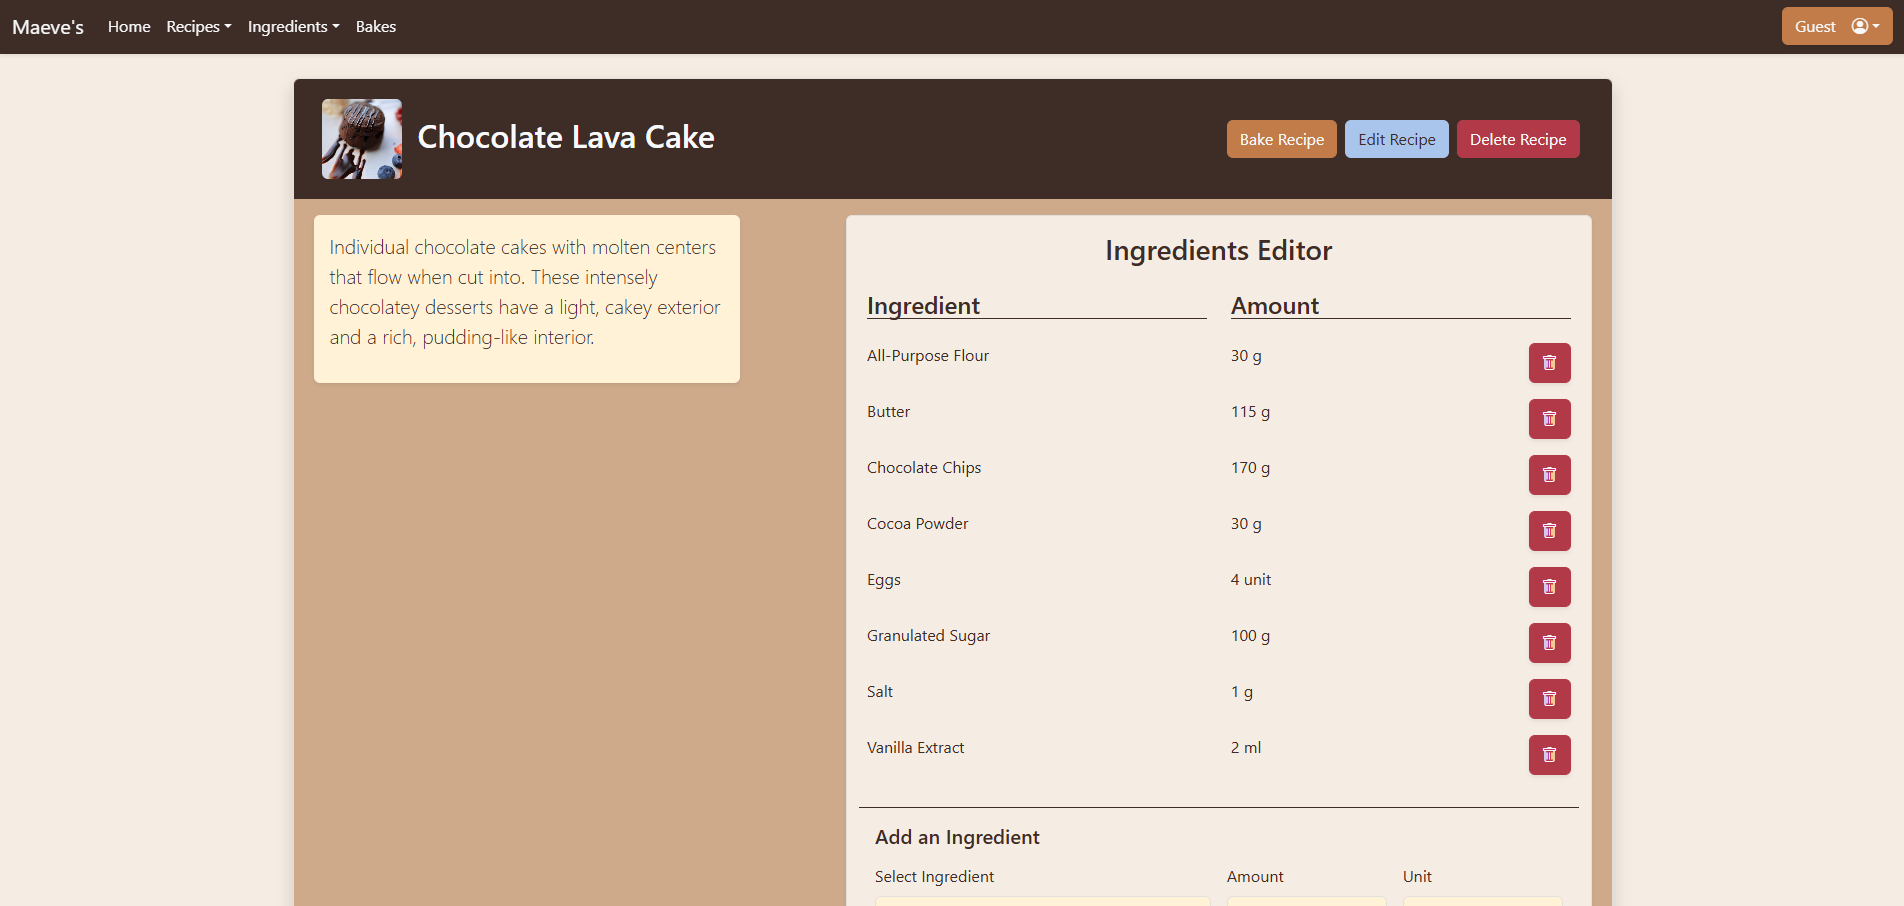 Maeve's Home Recipes Ingredients Bakes Guest
Chocolate Lava Cake
Bake Recipe Edit Recipe Delete Recipe
Individual chocolate cakes with molten centers
that flow when cut into. These intensely
chocolatey desserts have a light, cakey exterior
and a rich, pudding-like interior.
Ingredients Editor
Ingredient Amount
All-Purpose Flour 30 g
Butter 115 g
Chocolate Chips 170 g
Cocoa Powder 30 g
Eggs 4 unit
Granulated Sugar 100 g
Salt 1 g
Vanilla Extract 2 ml
Add an Ingredient
Select Ingredient Amount Unit